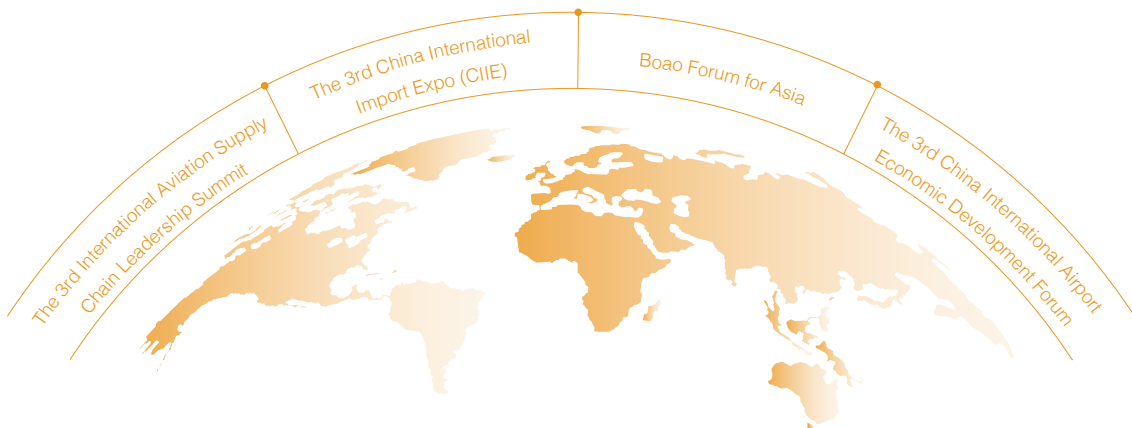 The 3rd International Aviation Supply
Chain Leadership Summit
The 3rd China International
Import Expo (CIIE)
Boao Forum for Asia
The 3rd China International Airport
Economic Development Forum